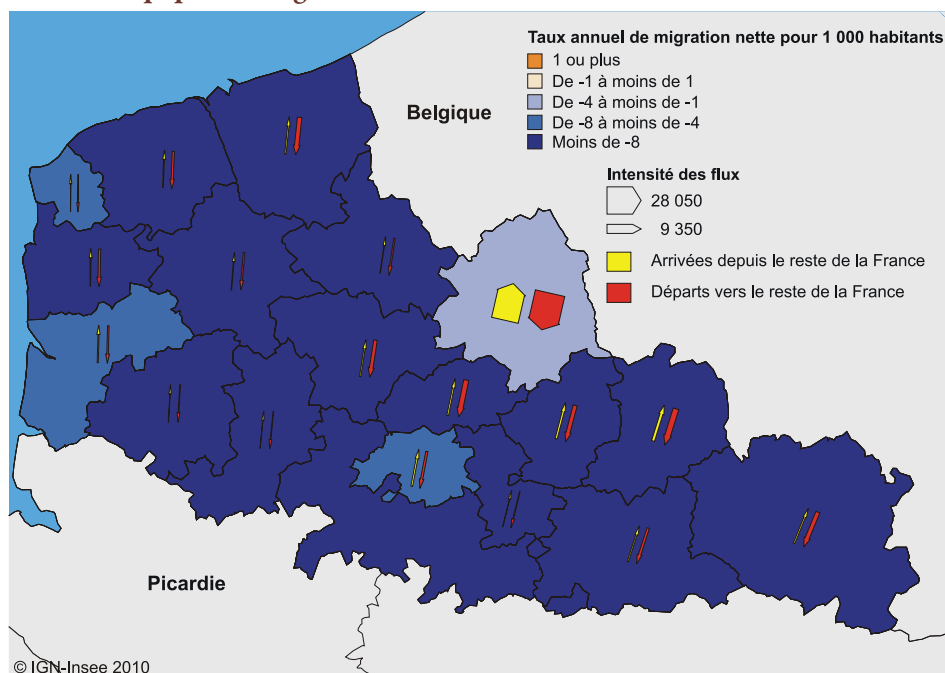 Taux annuel de migration nette pour 1 000 habitants
1 ou plus
De -1 à moins de 1
De -4 à moins de -1
De -8 à moins de -4
Moins de -8
Belgique
Intensité des flux
28 050
9 350
Arrivées depuis le reste de la France
Départs vers le reste de la France
Picardie
© IGN-Insee 2010